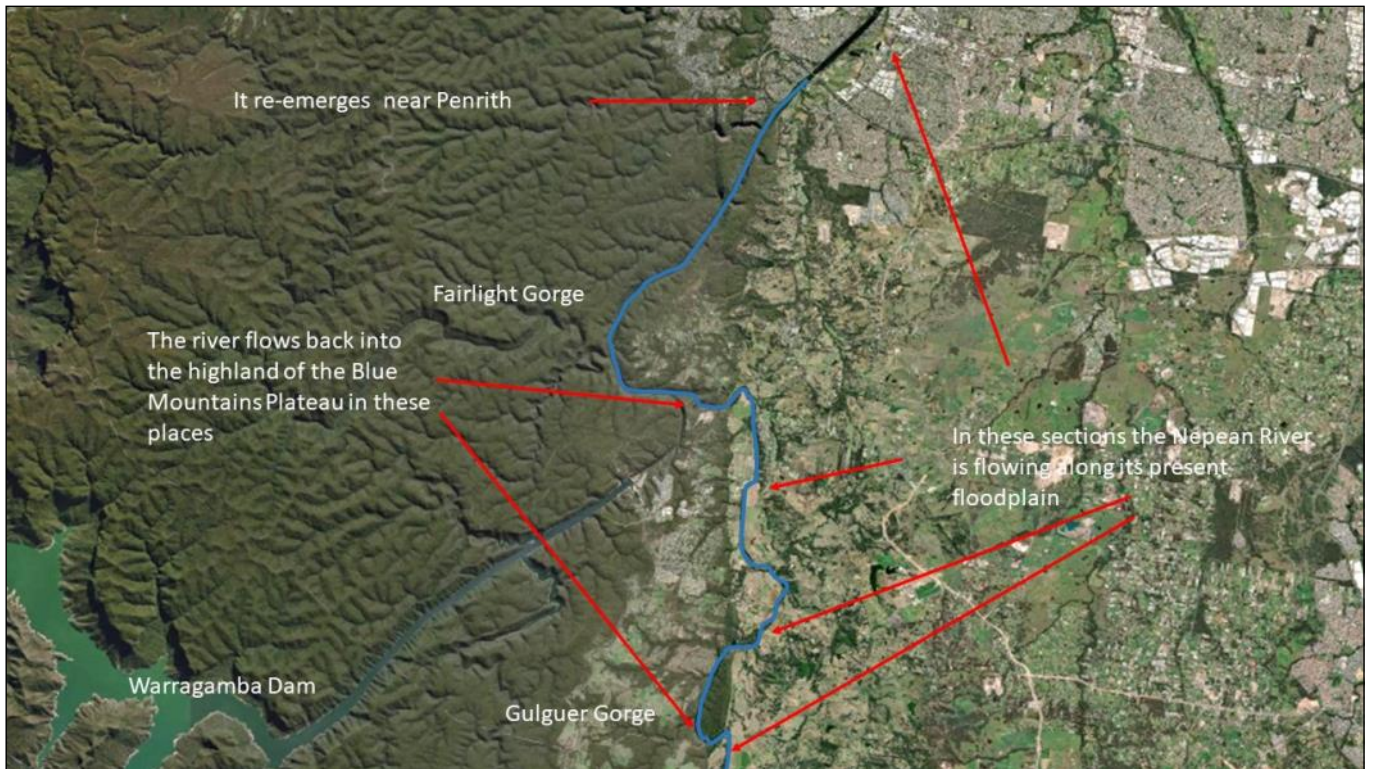 It re-emerges near Penrith
Fairlight Gorge
The river flows back into
the highland of the Blue
Mountains Plateau in these
places
In these sections the Nepean River
is flowing along its present
floodplain
Warragamba Dam
Gulguer Gorge